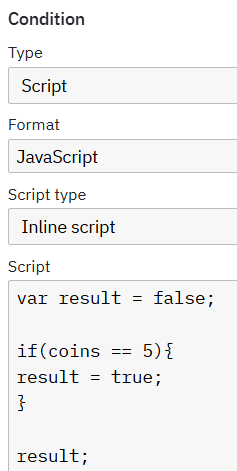 Condition
Type
Script
Format
JavaScript
Script type
Inline script
Script
var result = false;
if(coins == 5){
result = true;
}
result;